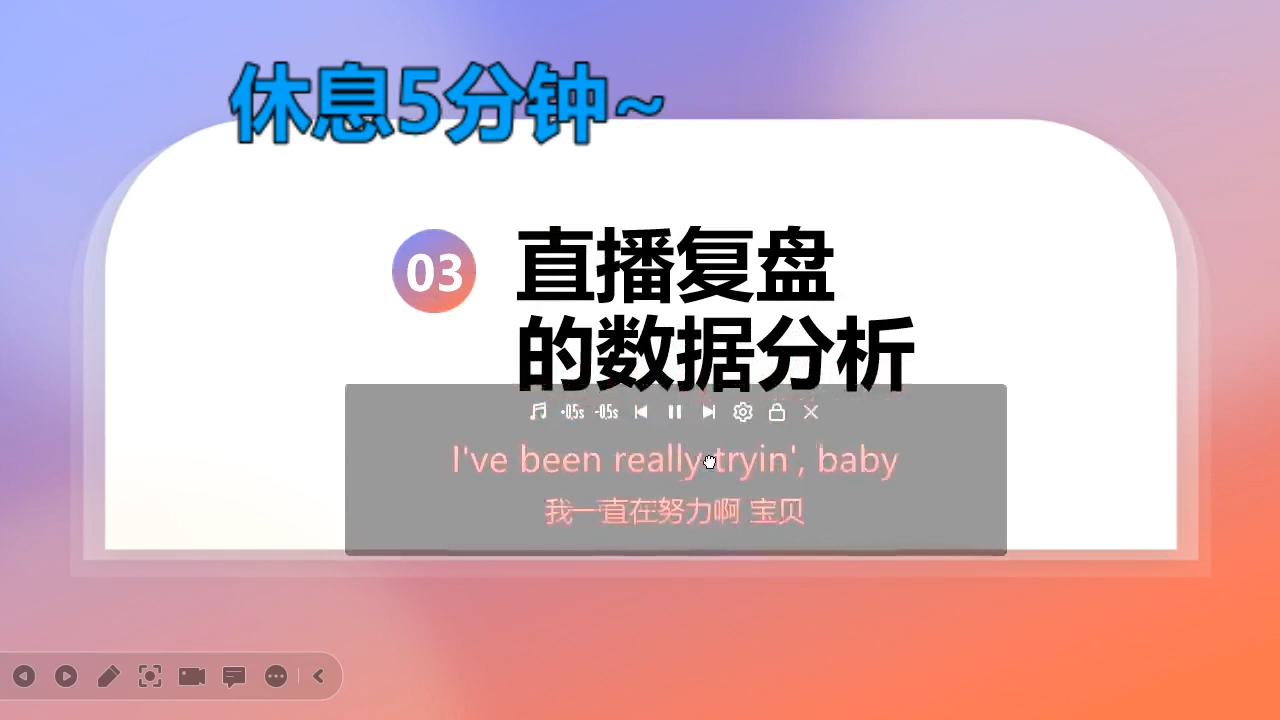 休息5分钟~
03
直播复盘
的数据分析
+0.5s -0.5s
I've been really tryin', baby
我一直在努力啊 宝贝